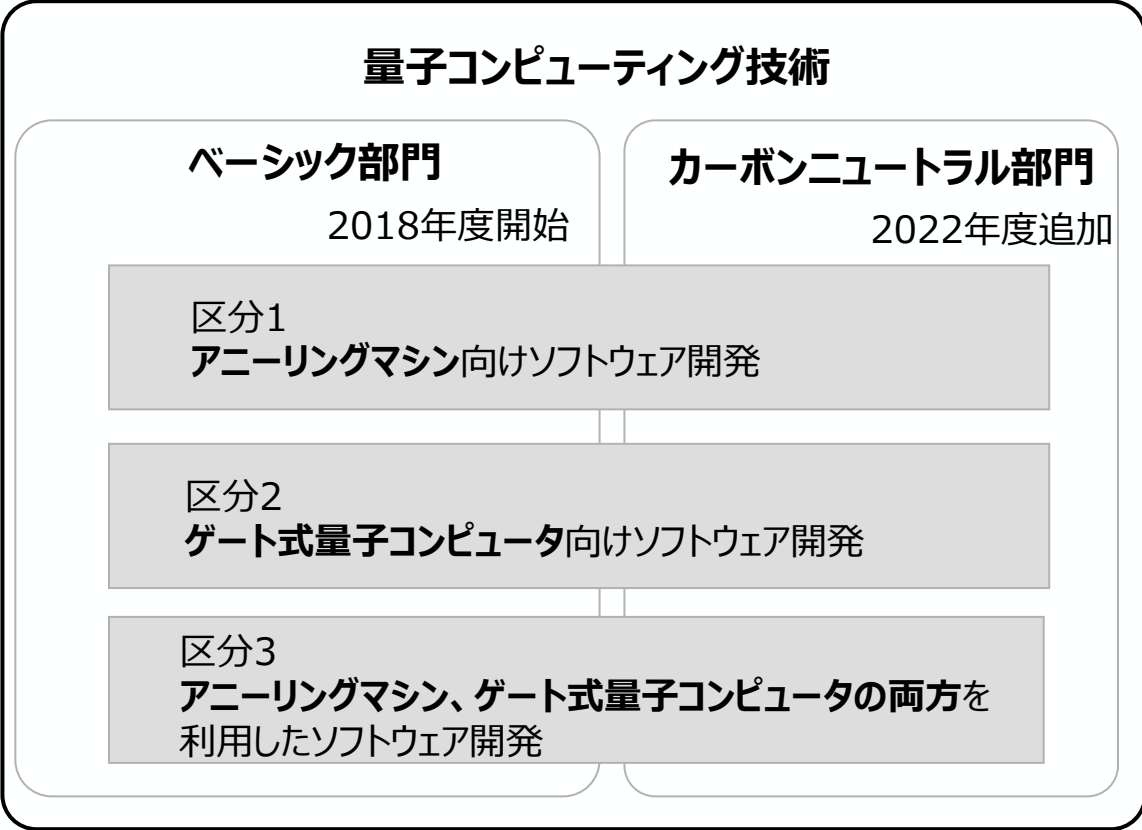 量子コンピューティング技術
ベーシック部門
2018年度開始
カーボンニュートラル部門
2022年度追加
区分1
アニーリングマシン向けソフトウェア開発
区分2
ゲート式量子コンピュータ向けソフトウェア開発
区分3
アニーリングマシン、ゲート式量子コンピュータの両方を
利用したソフトウェア開発